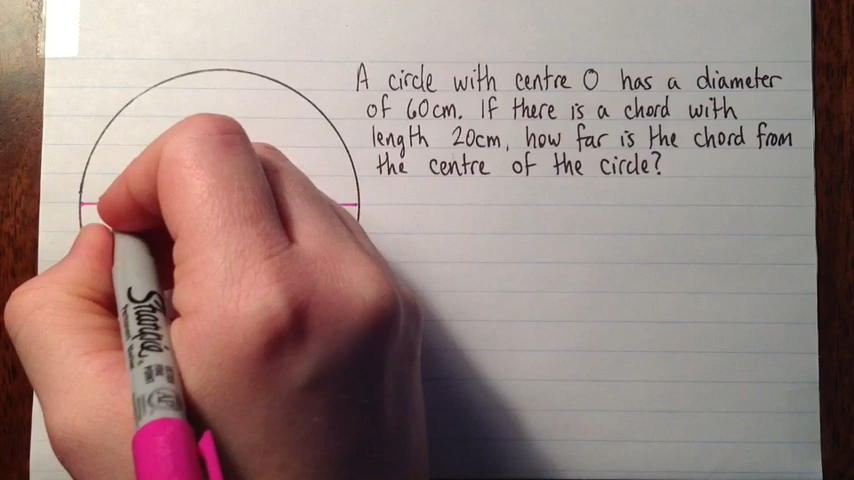 A circle with centre O has a diameter
of 60cm. If there is a chord with
length 20cm, how far is the chord from
the centre of the circle?
Sharpie